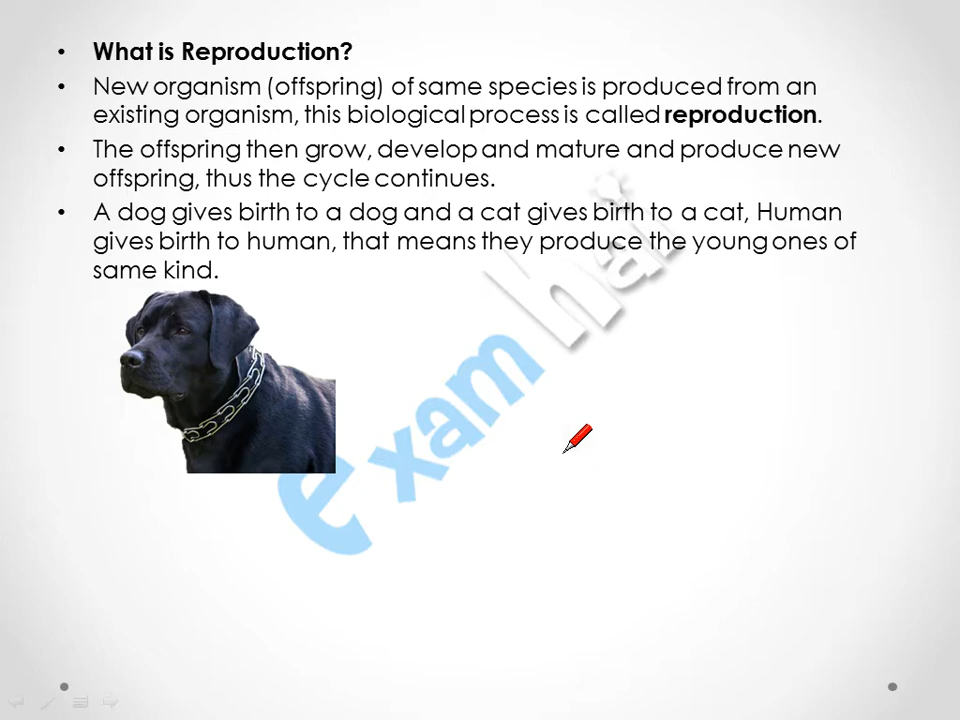 • What is Reproduction?
• New organism (offspring) of same species is produced from an
existing organism, this biological process is called reproduction.
• The offspring then grow, develop and mature and produce new
offspring, thus the cycle continues.
• A dog gives birth to a dog and a cat gives birth to a cat, Human
gives birth to human, that means they produce the young ones of
same kind.
examhai